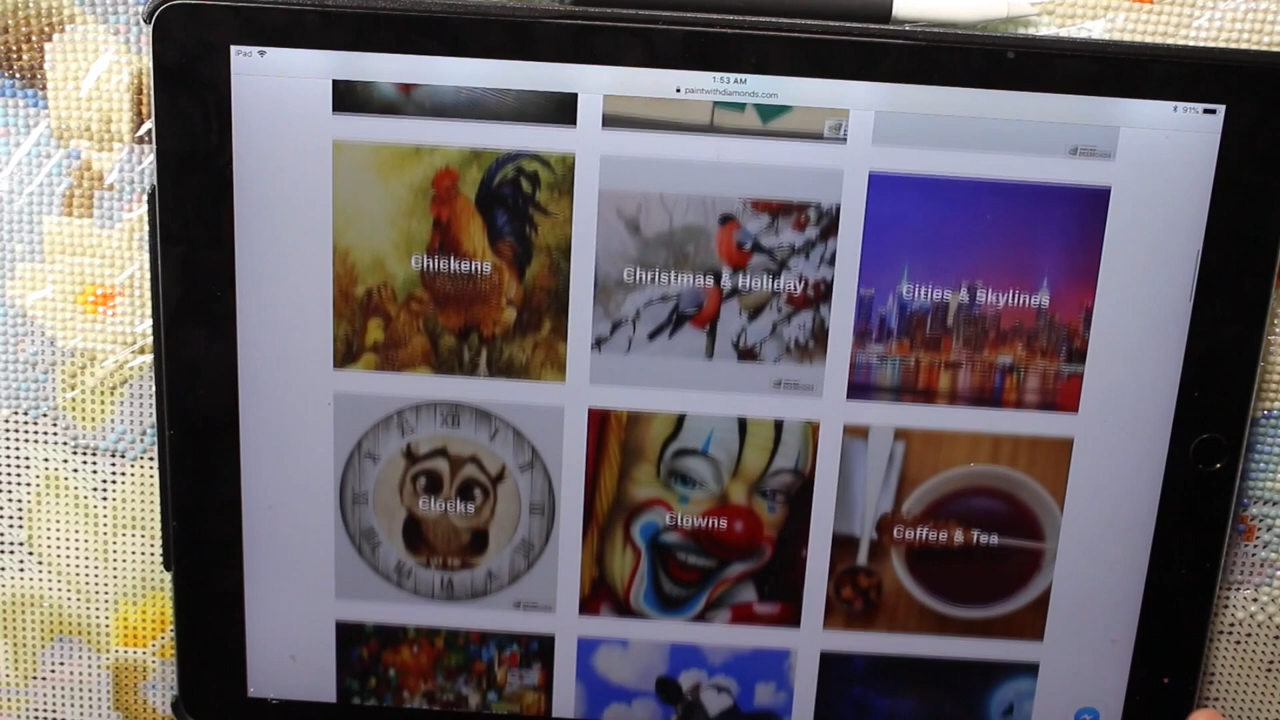 iPad
1:53 AM
paintwithdiamonds.com
91%
Chickens
Christmas & Holiday
Cities & Skylines
Clocks
Clowns
Coffee & Tea